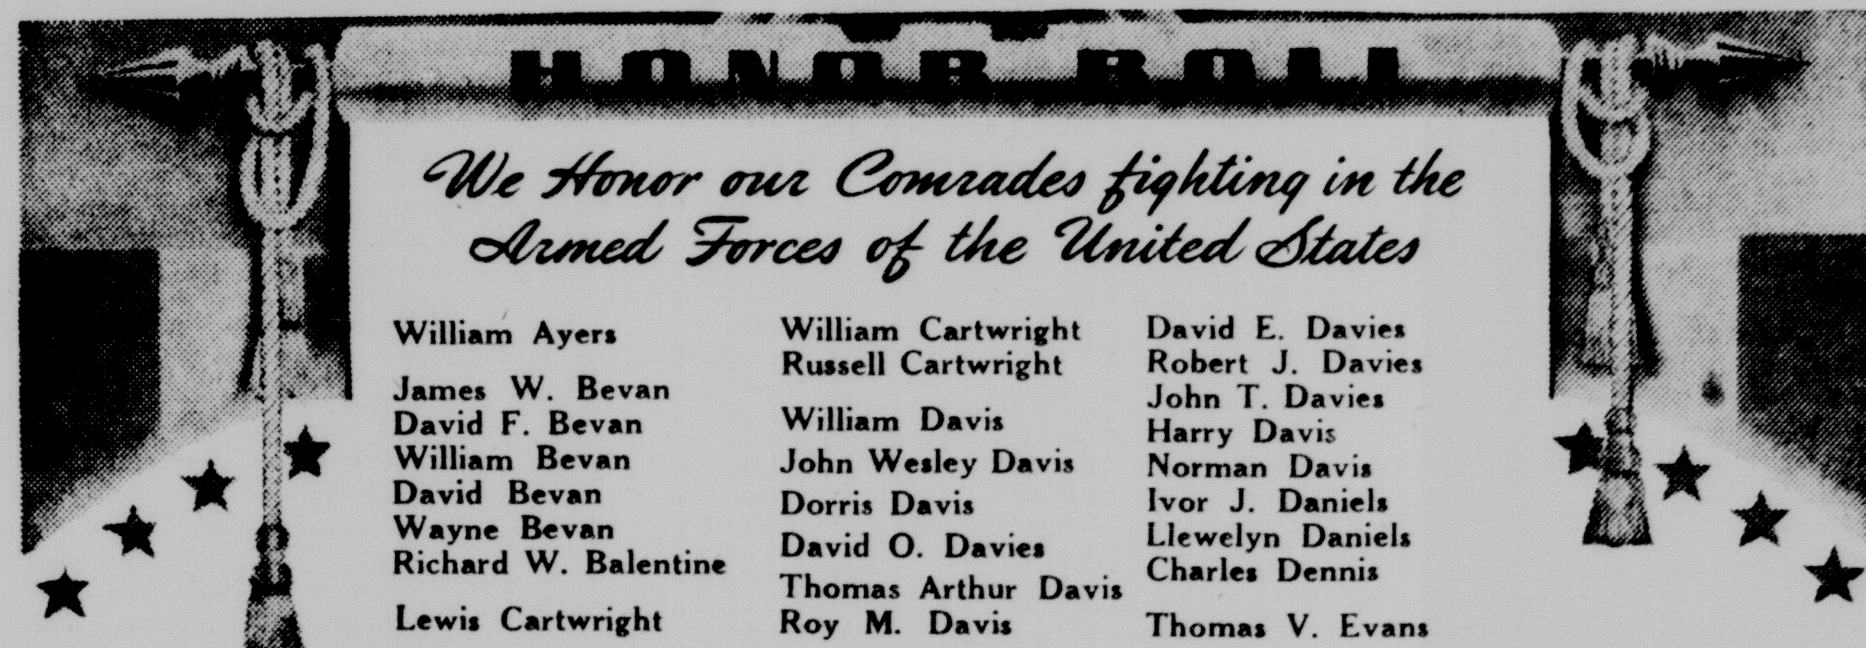 HONOR ROLL
We Honor our Comrades fighting in the
Armed Forces of the United States
William Ayers
James W. Bevan
David F. Bevan
William Bevan
David Bevan
Wayne Bevan
Richard W. Balentine
Lewis Cartwright
William Cartwright
Russell Cartwright
William Davis
John Wesley Davis
Dorris Davis
David O. Davies
Thomas Arthur Davis
Roy M. Davis
David E. Davies
Robert J. Davies
John T. Davies
Harry Davis
Norman Davis
Ivor J. Daniels
Llewelyn Daniels
Charles Dennis
Thomas V. Evans